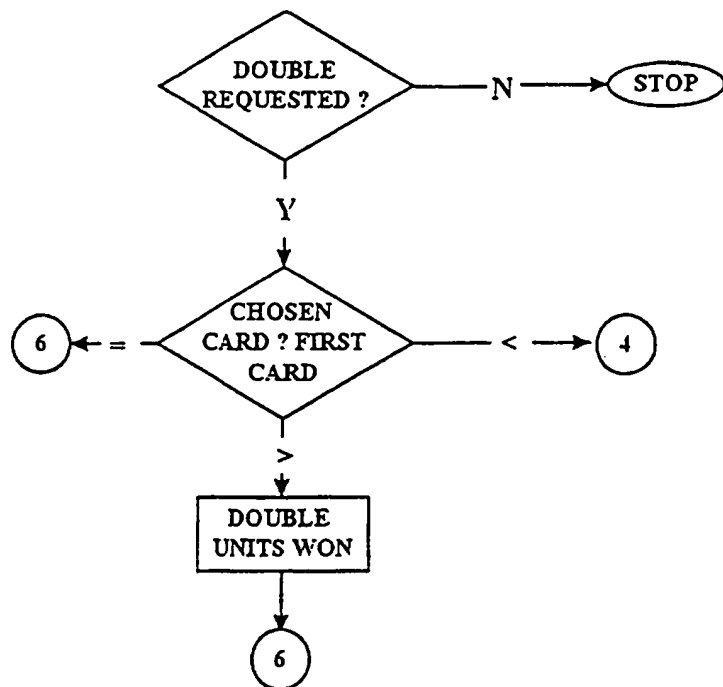 DOUBLE
REQUESTED ?
N
STOP
Y
CHOSEN
CARD ? FIRST
CARD
6
=
<
4
>
DOUBLE
UNITS WON
6